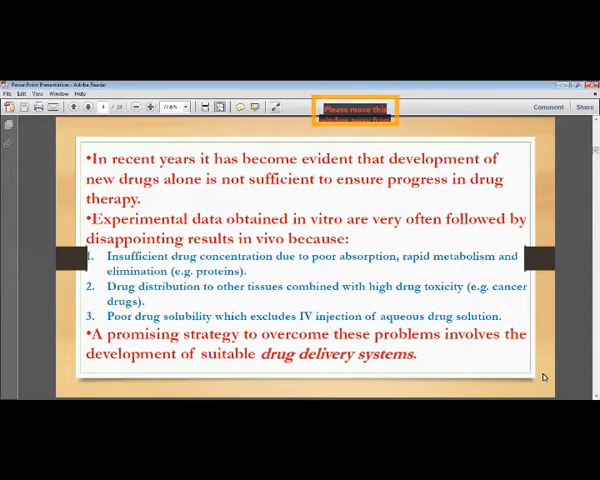 PowerPoint Presentation - Adobe Reader
File Edit View Window Help
77.6% Comment Share
Please move this
window away from
•In recent years it has become evident that development of
new drugs alone is not sufficient to ensure progress in drug
therapy.
•Experimental data obtained in vitro are very often followed by
disappointing results in vivo because:
1. Insufficient drug concentration due to poor absorption, rapid metabolism and
elimination (e.g. proteins).
2. Drug distribution to other tissues combined with high drug toxicity (e.g. cancer
drugs).
3. Poor drug solubility which excludes IV injection of aqueous drug solution.
•A promising strategy to overcome these problems involves the
development of suitable drug delivery systems.